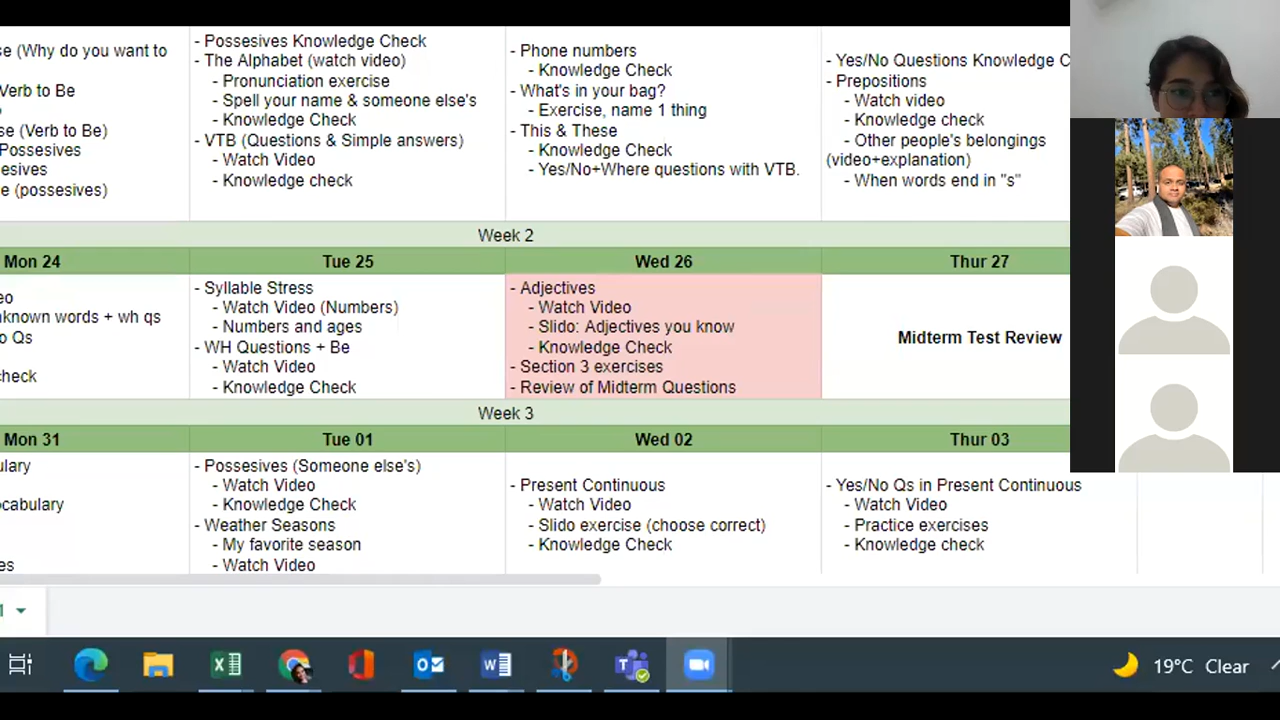 se (Why do you want to
Verb to Be
se (Verb to Be)
Possesives
esives
e (possesives)
- Possesives Knowledge Check
- The Alphabet (watch video)
- Pronunciation exercise
- Spell your name & someone else's
- Knowledge Check
- VTB (Questions & Simple answers)
- Watch Video
- Knowledge check
- Phone numbers
- Knowledge Check
- What's in your bag?
- Exercise, name 1 thing
- This & These
- Knowledge Check
- Yes/No+Where questions with VTB.
- Yes/No Questions Knowledge C
- Prepositions
- Watch video
- Knowledge check
- Other people's belongings
(video+explanation)
- When words end in "s"
Week 2
Mon 24
Tue 25
Wed 26
Thur 27
eo
nknown words + wh qs
o Qs
check
- Syllable Stress
- Watch Video (Numbers)
- Numbers and ages
- WH Questions + Be
- Watch Video
- Knowledge Check
- Adjectives
- Watch Video
- Slido: Adjectives you know
- Knowledge Check
- Section 3 exercises
- Review of Midterm Questions
Midterm Test Review
Week 3
Mon 31
Tue 01
Wed 02
Thur 03
ulary
ocabulary
es
- Possesives (Someone else's)
- Watch Video
- Knowledge Check
- Weather Seasons
- My favorite season
- Watch Video
- Present Continuous
- Watch Video
- Slido exercise (choose correct)
- Knowledge Check
- Yes/No Qs in Present Continuous
- Watch Video
- Practice exercises
- Knowledge check
1
19°C Clear